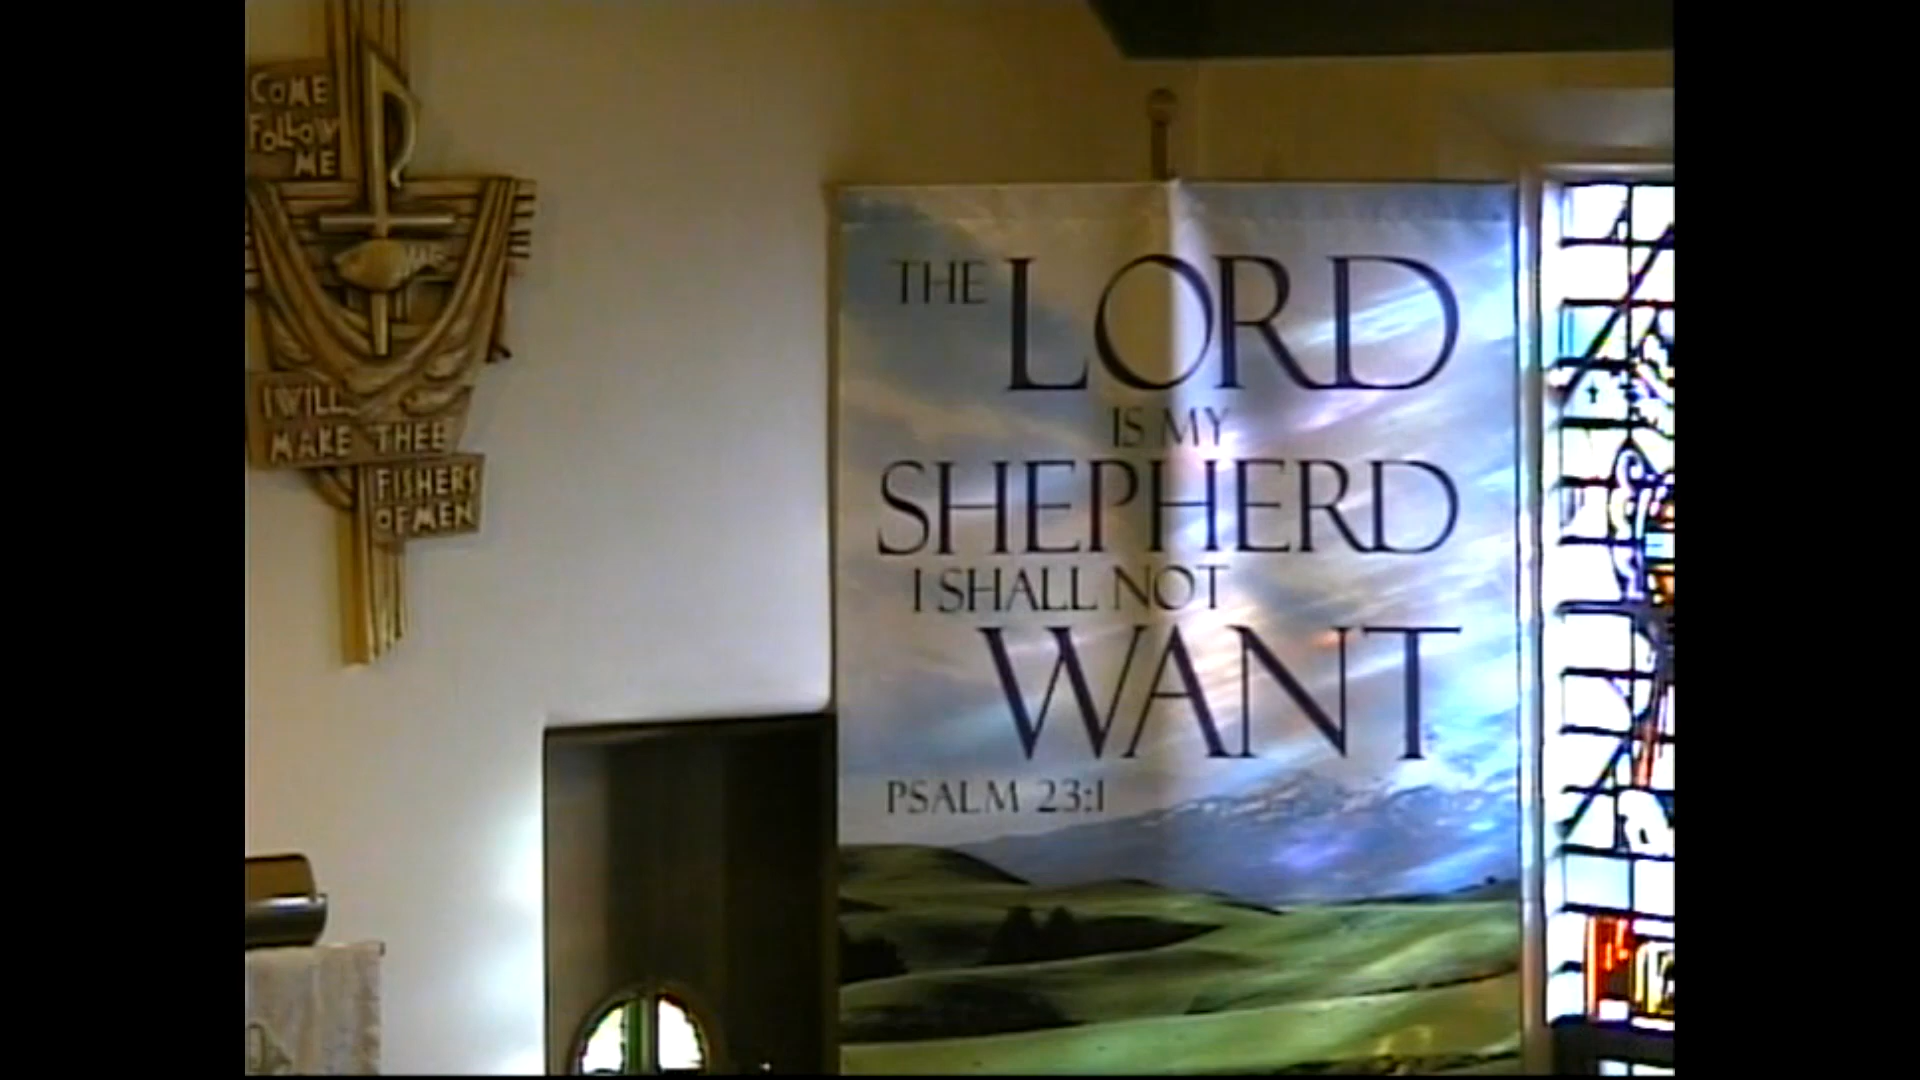 COME
FOLLOW
ME
I WILL
MAKE THEE
FISHERS
OF MEN
THE LORD
IS MY
SHEPHERD
I SHALL NOT
WANT
PSALM 23:1